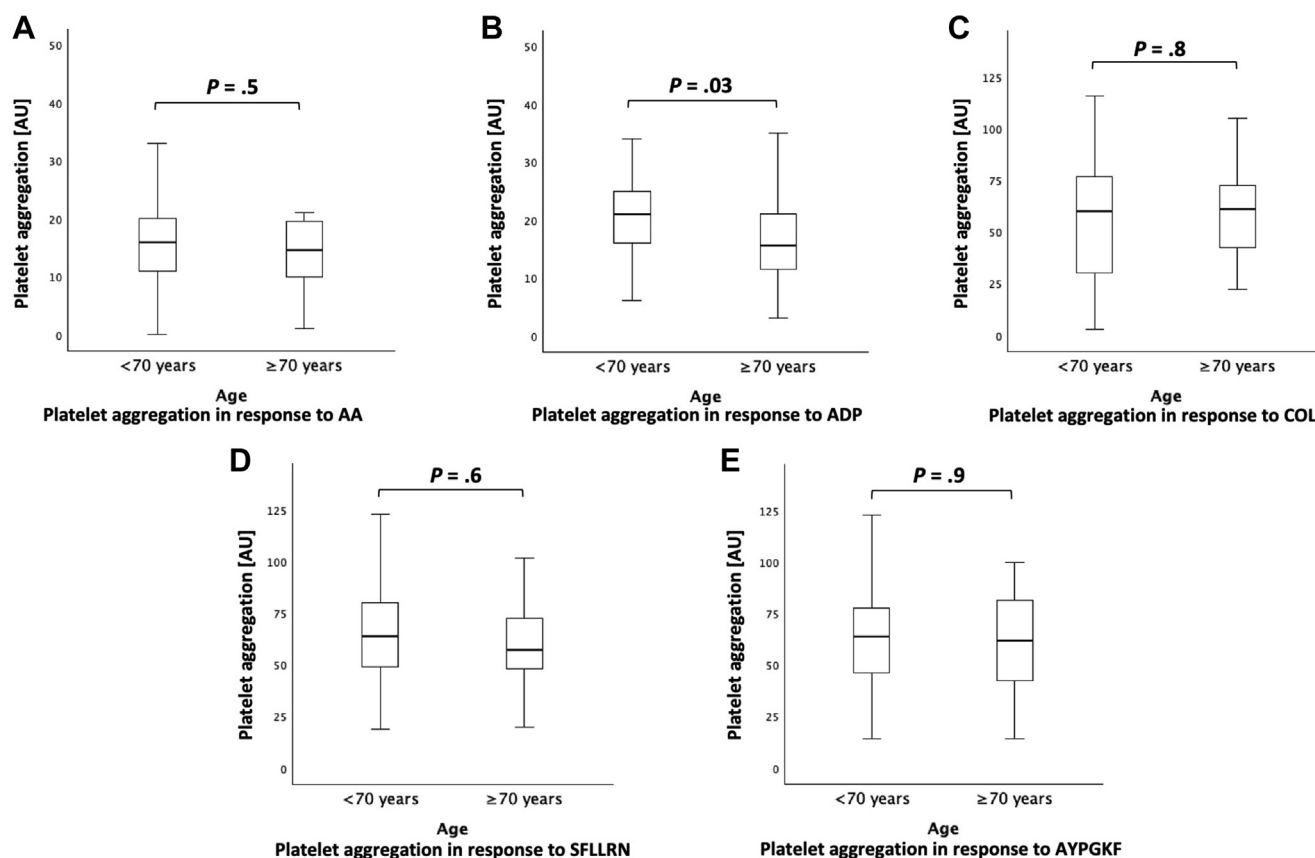 A
Platelet aggregation [AU]
50
40
30
20
10
0
P = .5
<70 years ≥70 years
Age
Platelet aggregation in response to AA
B
Platelet aggregation [AU]
50
40
30
20
10
0
P = .03
<70 years ≥70 years
Age
Platelet aggregation in response to ADP
C
Platelet aggregation [AU]
125
100
75
50
25
0
P = .8
<70 years ≥70 years
Age
Platelet aggregation in response to COL
D
Platelet aggregation [AU]
125
100
75
50
25
0
P = .6
<70 years ≥70 years
Age
Platelet aggregation in response to SFLLRN
E
Platelet aggregation [AU]
125
100
75
50
25
0
P = .9
<70 years ≥70 years
Age
Platelet aggregation in response to AYPGKF